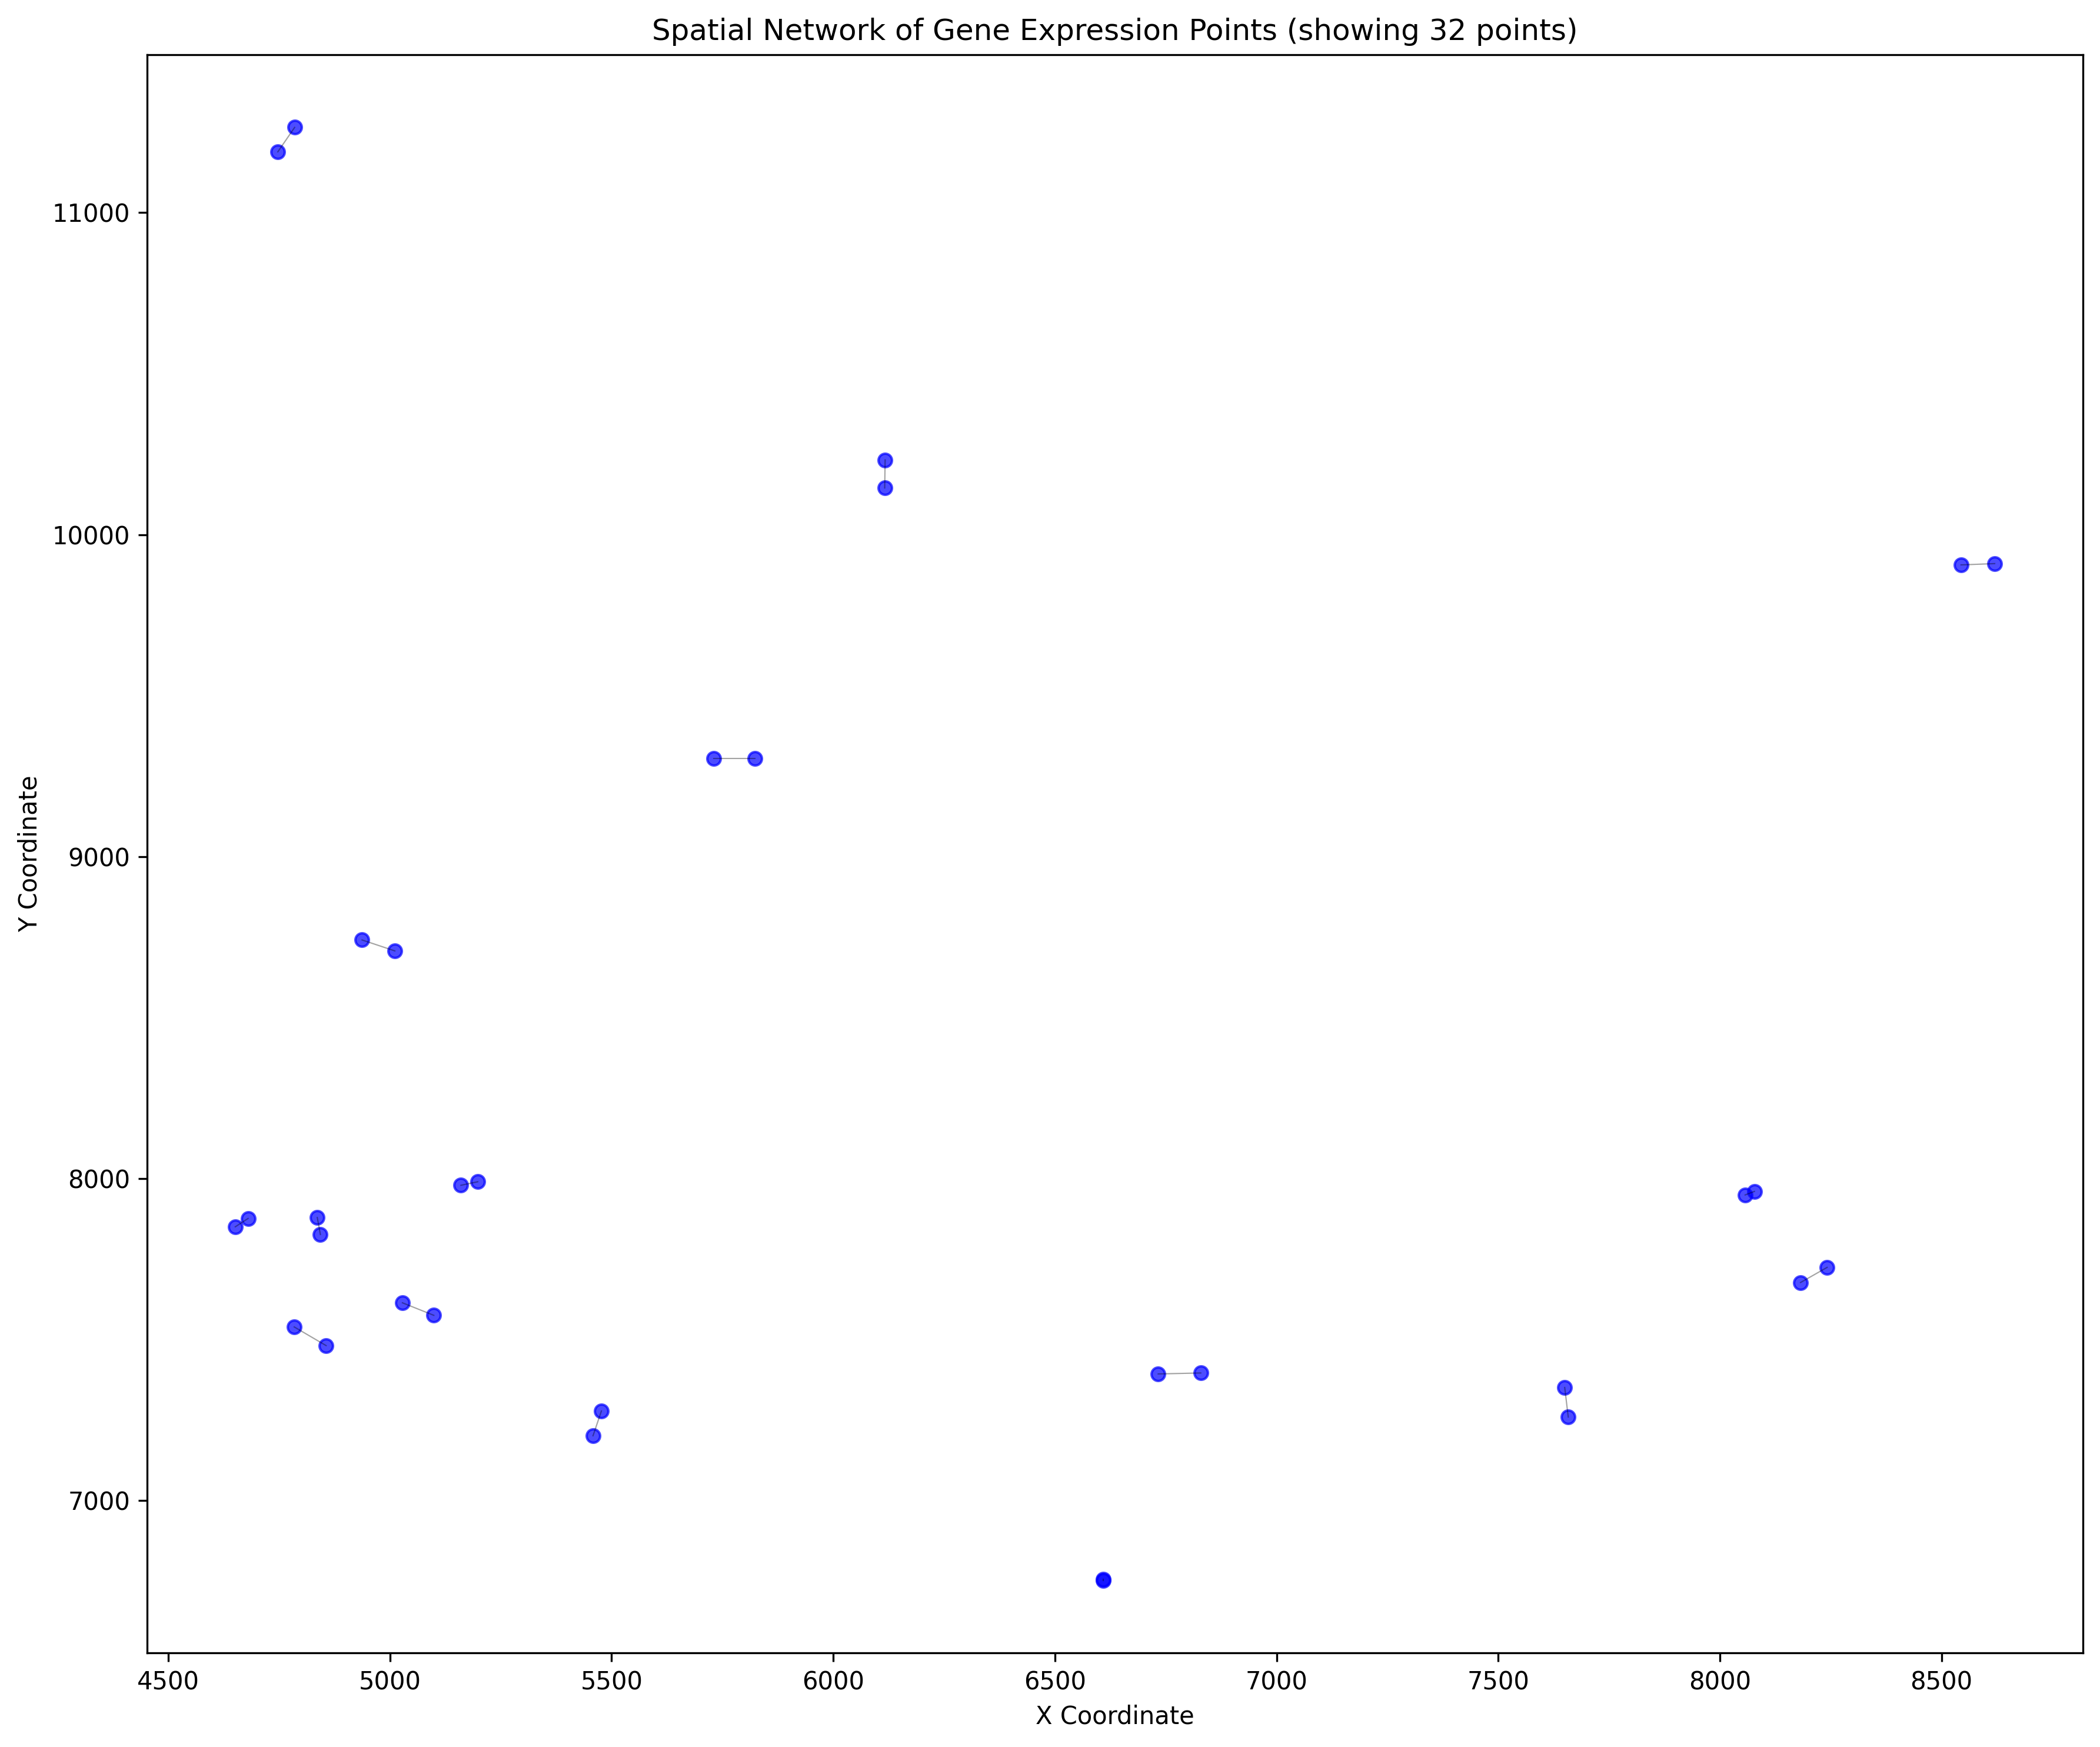 Spatial Network of Gene Expression Points (showing 32 points)
Y Coordinate
11000
10000
9000
8000
7000
4500 5000 5500 6000 6500 7000 7500 8000 8500
X Coordinate